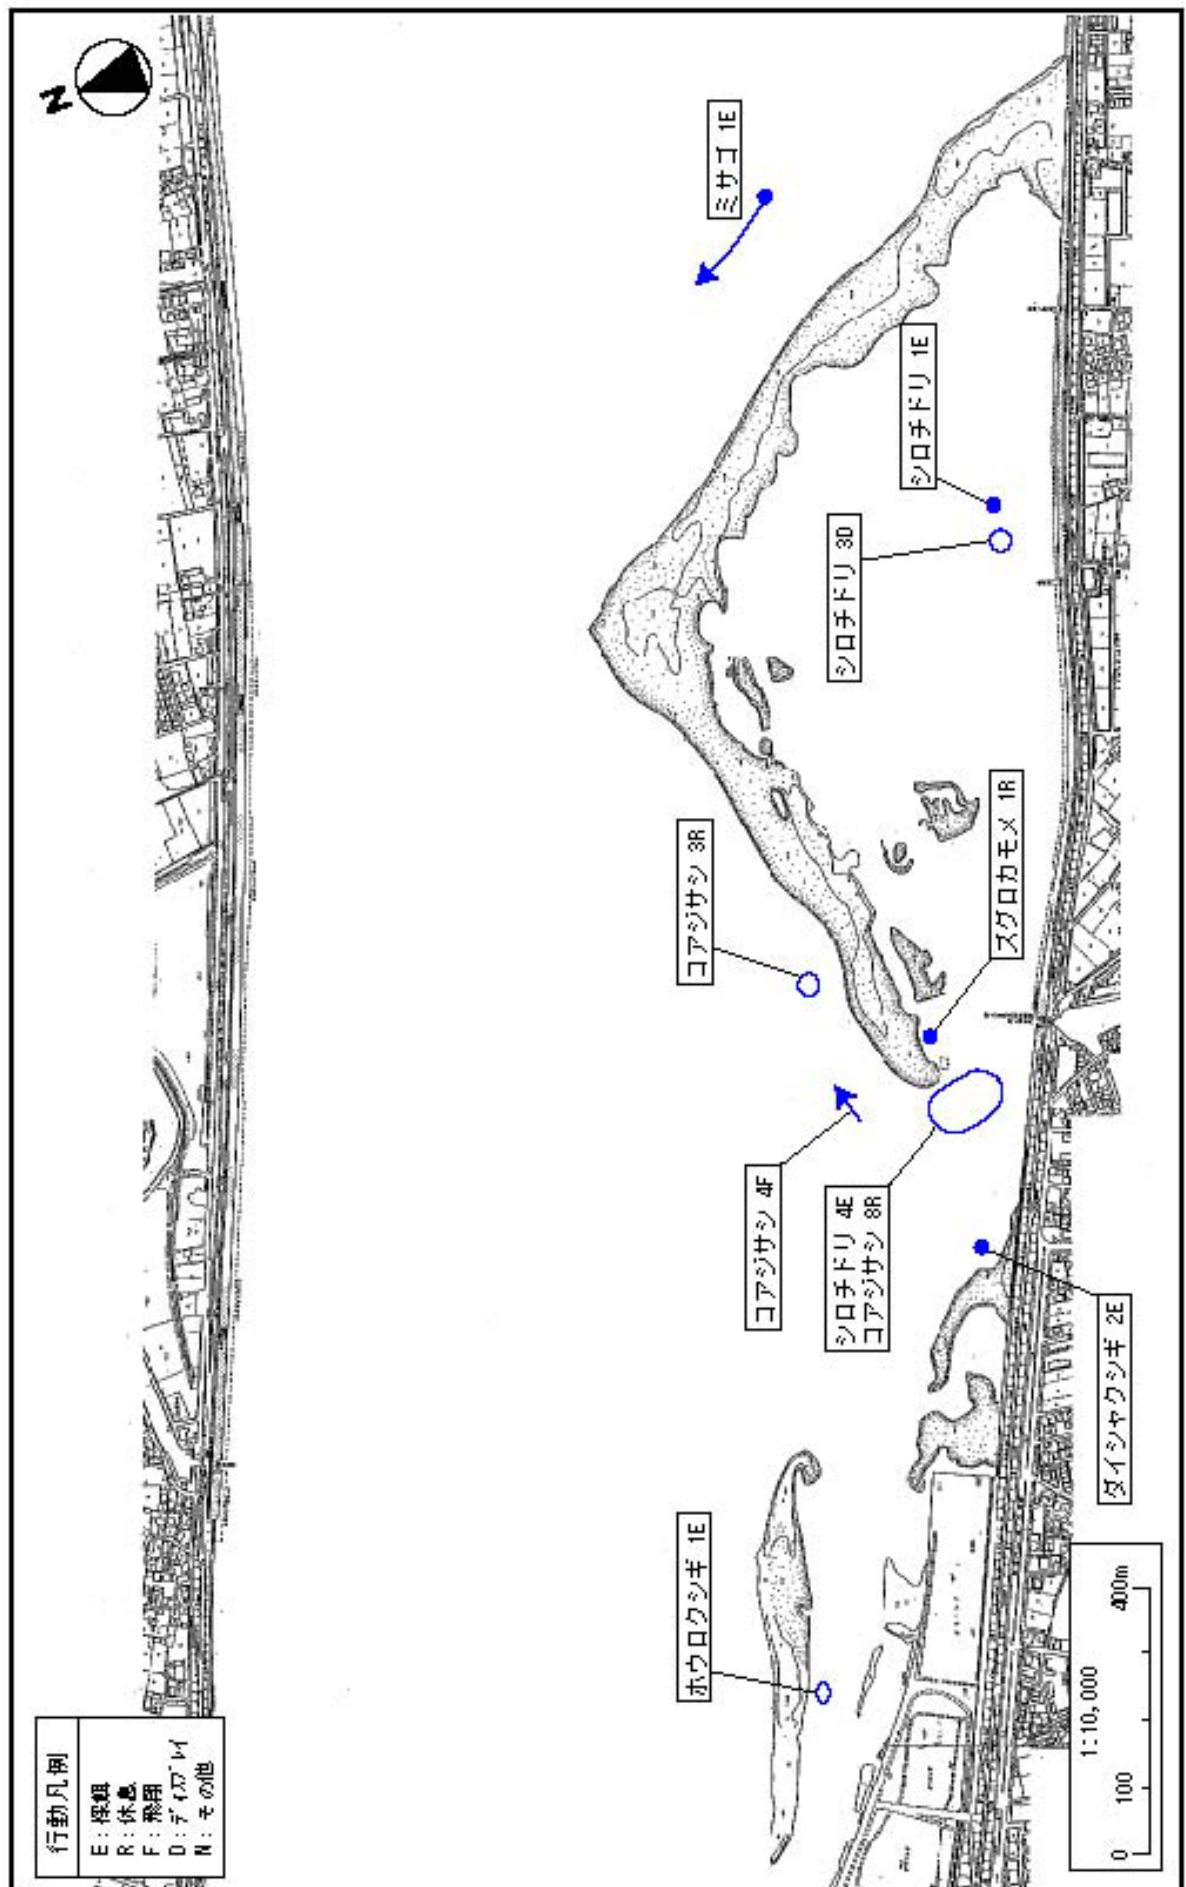 行動凡例
E：採餌
R：休息
F：飛翔
D：ディスプレイ
N：その他
N
ホウロクシギ 1E
コアジサシ 4F
コアジサシ 3R
ミサゴ 1E
シロチドリ 4E
コアジサシ 8R
シロチドリ 3D
シロチドリ 1E
ズグロカモメ 1R
ダイシャクシギ 2E
1:10,000
0 100 400m